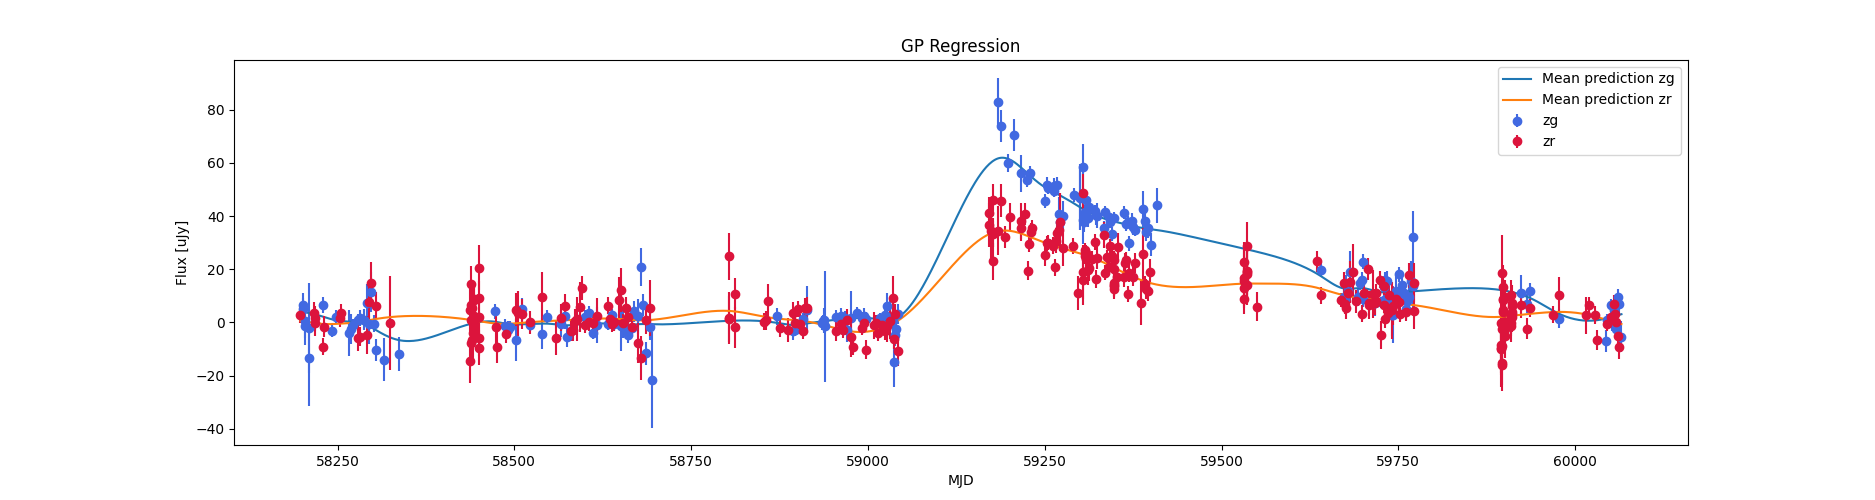 GP Regression
Mean prediction zg
Mean prediction zr
zg
zr
Flux [uJy]
80
60
40
20
0
−20
−40
58250 58500 58750 59000 59250 59500 59750 60000
MJD